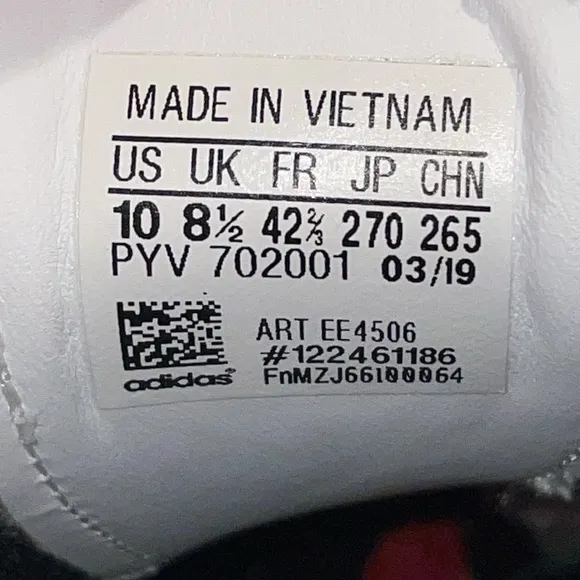 MADE IN VIETNAM
US UK FR JP CHN
10 8½ 42⅔ 270 265
PYV 702001 03/19
ART EE4506
#122461186
adidas
FnMZJ66100064